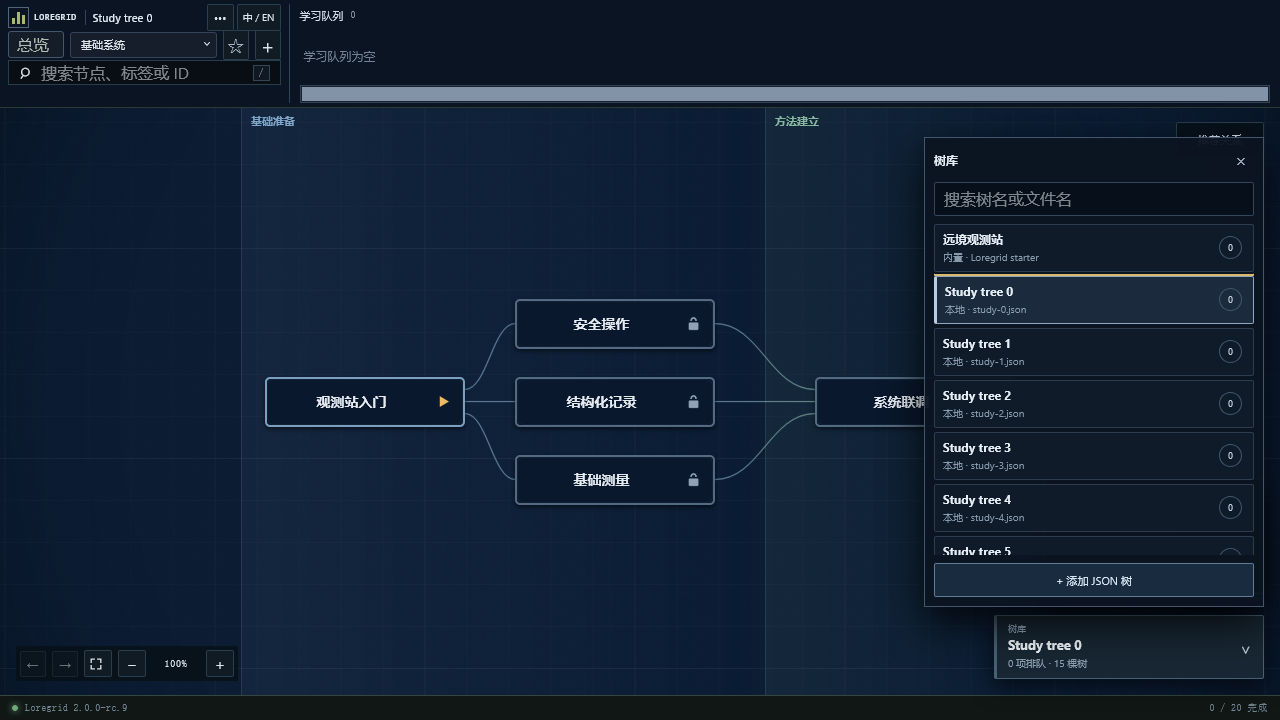 LOREGRID
Study tree 0
•••
中 / EN
总览
基础系统
搜索节点、标签或 ID
/
学习队列 0
学习队列为空
基础准备
方法建立
观测站入门
安全操作
结构化记录
基础测量
系统联调
树库
搜索树名或文件名
远境观测站
内置 · Loregrid starter
0
Study tree 0
本地 · study-0.json
0
Study tree 1
本地 · study-1.json
0
Study tree 2
本地 · study-2.json
0
Study tree 3
本地 · study-3.json
0
Study tree 4
本地 · study-4.json
0
Study tree 5
+ 添加 JSON 树
树库
Study tree 0
0 项排队 · 15 棵树
100%
Loregrid 2.0.0-rc.9
0 / 20 完成